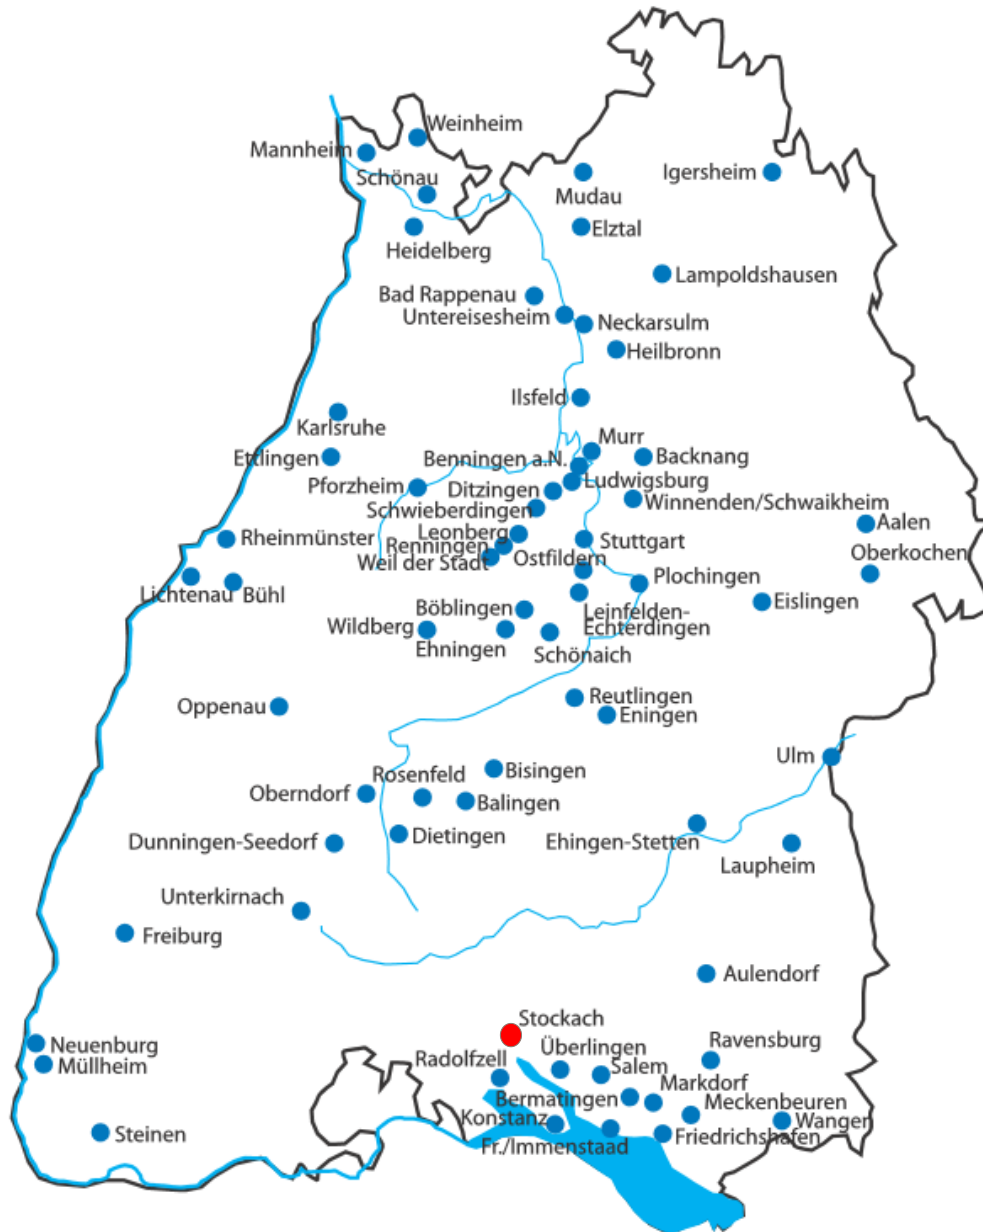 Weinheim
Mannheim
Schönau
Mudau
Igersheim
Elztal
Heidelberg
Lampoldshausen
Bad Rappenau
Untereisesheim
Neckarsulm
Heilbronn
Ilsfeld
Karlsruhe
Murr
Ettlingen
Benningen a.N.
Backnang
Pforzheim
Ditzingen
Ludwigsburg
Winnenden/Schwaikheim
Schwieberdingen
Aalen
Leonberg
Rheinmünster
Renningen
Stuttgart
Oberkochen
Weil der Stadt
Ostfildern
Plochingen
Lichtenau
Bühl
Eislingen
Böblingen
Leinfelden-
Echterdingen
Wildberg
Ehningen
Schönaich
Reutlingen
Oppenau
Eningen
Ulm
Rosenfeld
Bisingen
Oberndorf
Balingen
Dietingen
Dunningen-Seedorf
Ehingen-Stetten
Laupheim
Unterkirnach
Freiburg
Aulendorf
Stockach
Neuenburg
Überlingen
Ravensburg
Radolfzell
Müllheim
Salem
Markdorf
Bermatingen
Meckenbeuren
Konstanz
Wangen
Steinen
Friedrichshafen
Fr./Immenstaad